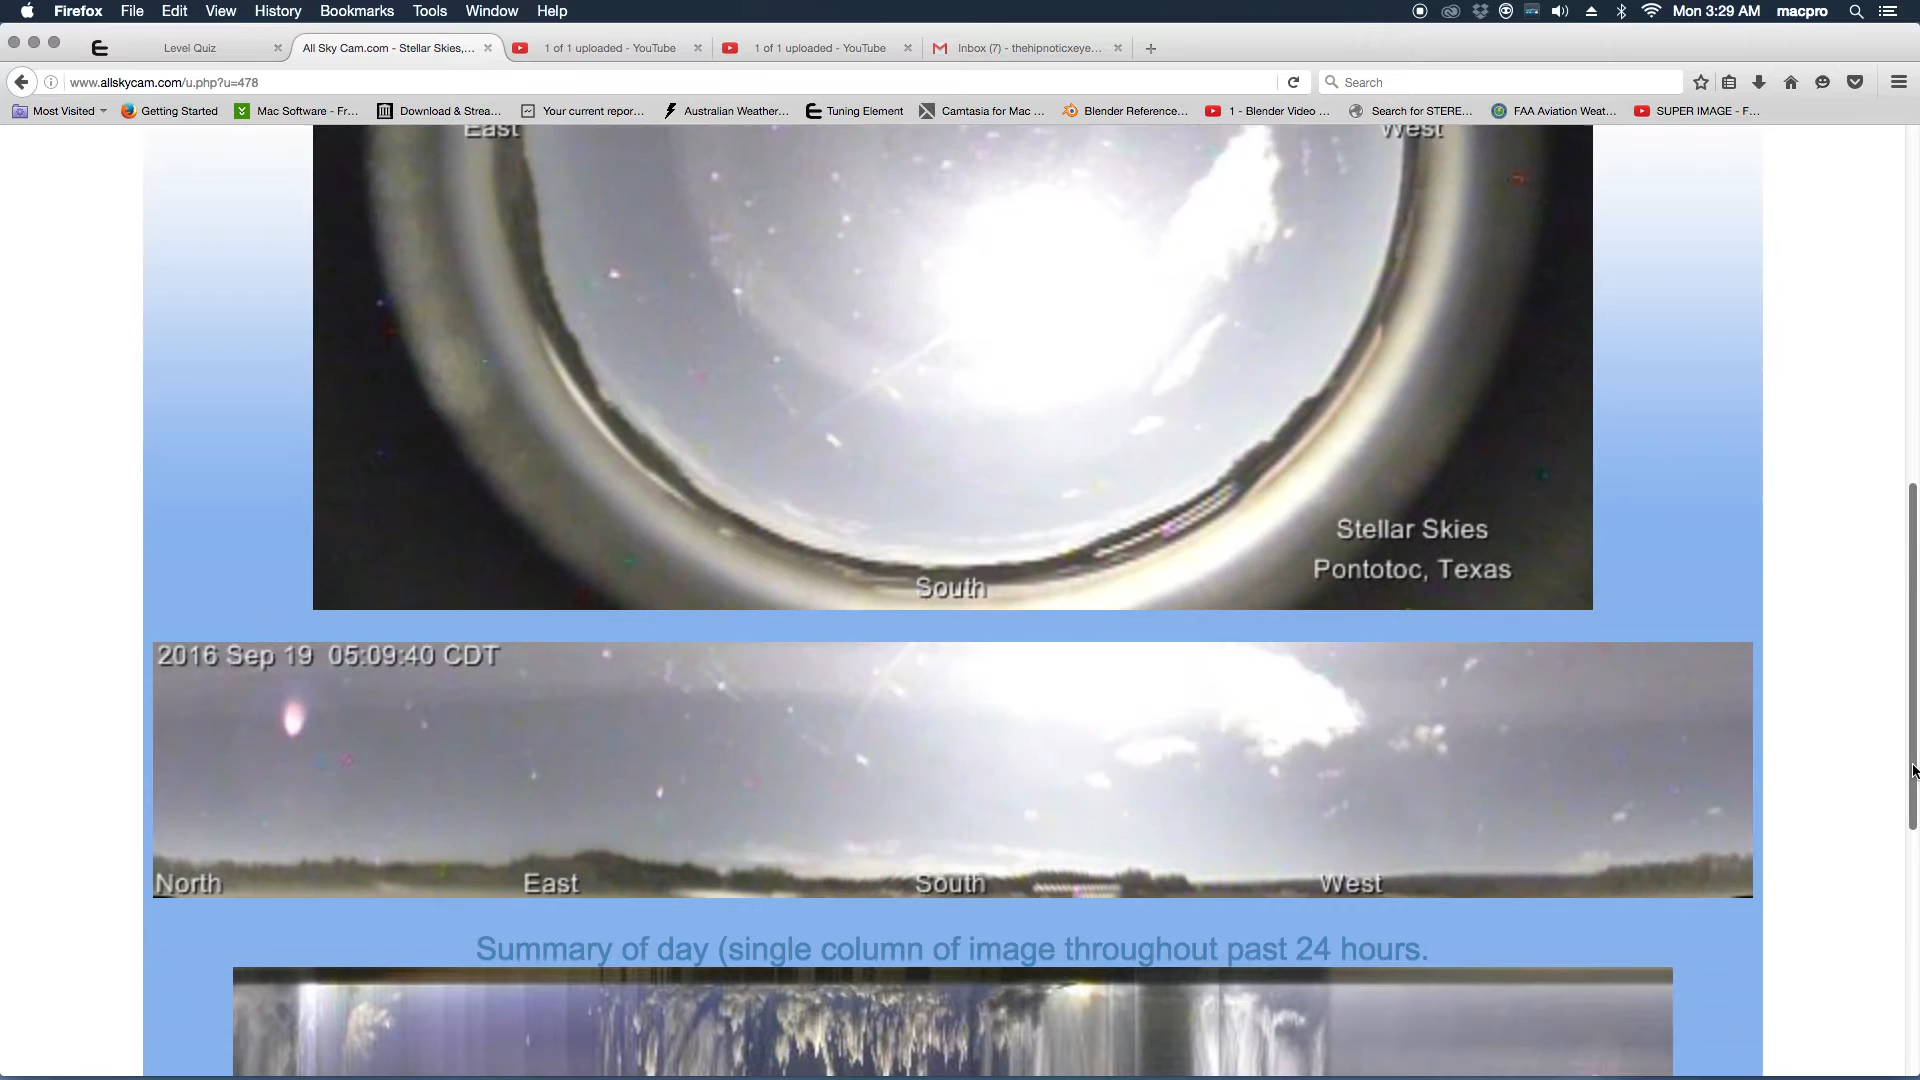 Firefox File Edit View History Bookmarks Tools Window Help Mon 3:29 AM macpro
Level Quiz All Sky Cam.com - Stellar Skies,... 1 of 1 uploaded - YouTube 1 of 1 uploaded - YouTube Inbox (7) - thehipnoticxeye...
www.allskycam.com/u.php?u=478 Search
Most Visited Getting Started Mac Software - Fr... Download & Strea... Your current repor... Australian Weather... Tuning Element Camtasia for Mac ... Blender Reference... 1 - Blender Video ... Search for STERE... FAA Aviation Weat... SUPER IMAGE - F...
East West
Stellar Skies
Pontotoc, Texas
South
2016 Sep 19 05:09:40 CDT
North East South West
Summary of day (single column of image throughout past 24 hours.